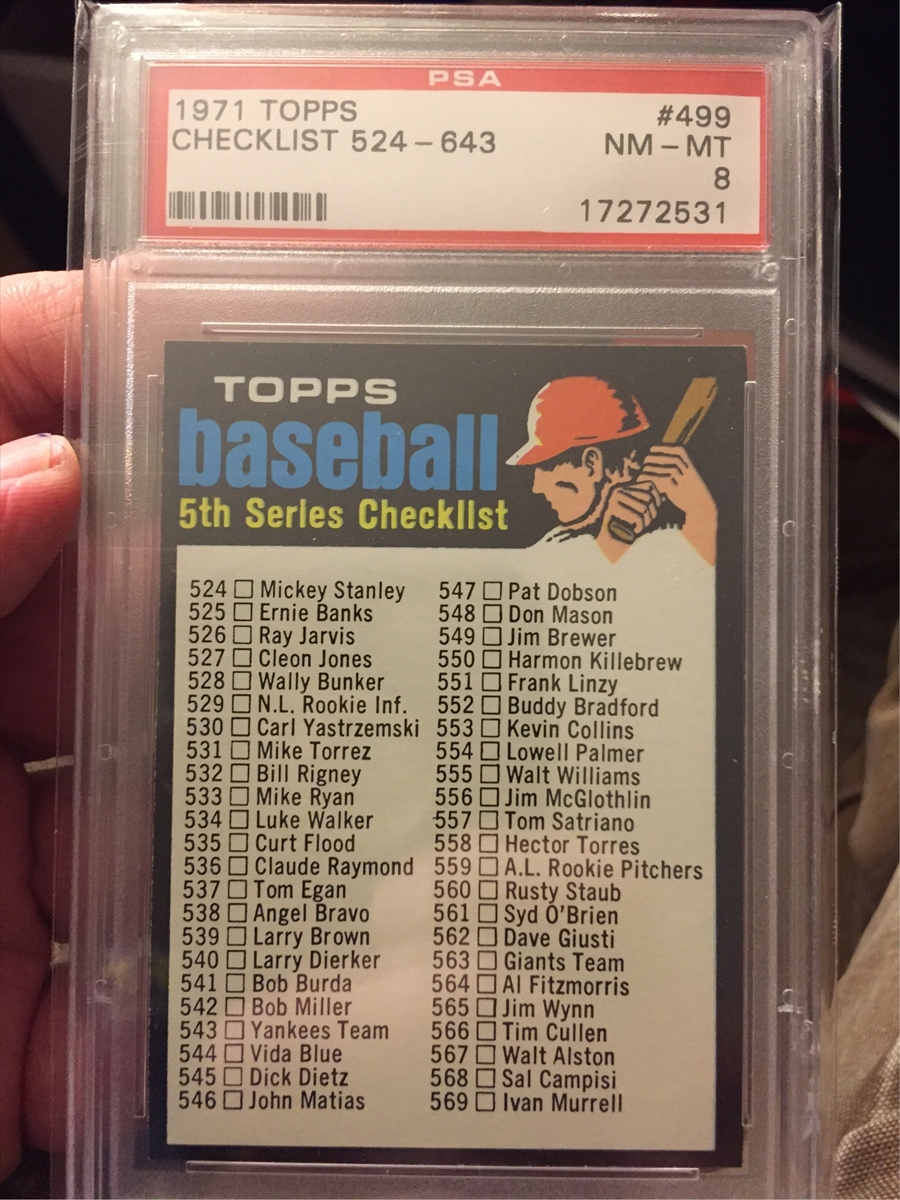 PSA
1971 TOPPS #499
CHECKLIST 524-643 NM-MT
8
17272531
TOPPS
baseball
5th Series Checklist
524 Mickey Stanley
525 Ernie Banks
526 Ray Jarvis
527 Cleon Jones
528 Wally Bunker
529 N.L. Rookie Inf.
530 Carl Yastrzemski
531 Mike Torrez
532 Bill Rigney
533 Mike Ryan
534 Luke Walker
535 Curt Flood
536 Claude Raymond
537 Tom Egan
538 Angel Bravo
539 Larry Brown
540 Larry Dierker
541 Bob Burda
542 Bob Miller
543 Yankees Team
544 Vida Blue
545 Dick Dietz
546 John Matias
547 Pat Dobson
548 Don Mason
549 Jim Brewer
550 Harmon Killebrew
551 Frank Linzy
552 Buddy Bradford
553 Kevin Collins
554 Lowell Palmer
555 Walt Williams
556 Jim McGlothlin
557 Tom Satriano
558 Hector Torres
559 A.L. Rookie Pitchers
560 Rusty Staub
561 Syd O'Brien
562 Dave Giusti
563 Giants Team
564 Al Fitzmorris
565 Jim Wynn
566 Tim Cullen
567 Walt Alston
568 Sal Campisi
569 Ivan Murrell